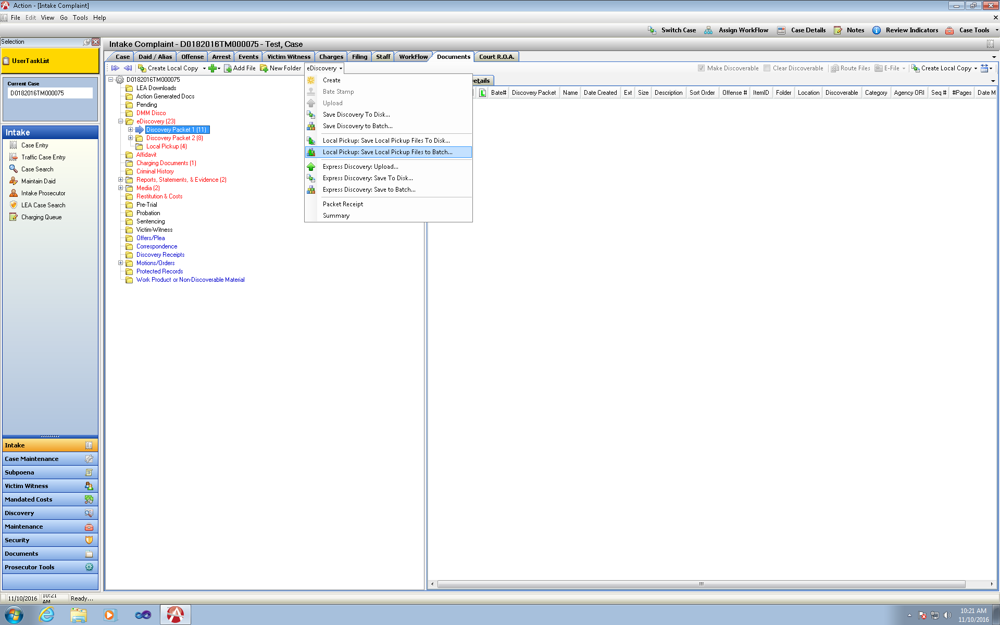 Action - [Intake Complaint]
File Edit View Go Tools Help
Switch Case Assign WorkFlow Case Details Notes Review Indicators Case Tools
Selection
UserTaskList
Current Case
D0182016TM000075
Intake
Case Entry
Traffic Case Entry
Case Search
Maintain Daid
Intake Prosecutor
LEA Case Search
Charging Queue
Intake
Case Maintenance
Subpoena
Victim Witness
Mandated Costs
Discovery
Maintenance
Security
Documents
Prosecutor Tools
Intake Complaint - D0182016TM000075 - Test, Case
Case Daid / Alias Offense Arrest Events Victim Witness Charges Filing Staff WorkFlow Documents Court R.O.A.
Create Local Copy Add File New Folder eDiscovery Make Discoverable Clear Discoverable Route Files E-File Create Local Copy
D0182016TM000075
LEA Downloads
Action Generated Docs
Pending
DMM Disco
eDiscovery (23)
Discovery Packet 1 (11)
Discovery Packet 2 (8)
Local Pickup (4)
Affidavit
Charging Documents (1)
Criminal History
Reports, Statements, & Evidence (2)
Media (2)
Restitution & Costs
Pre-Trial
Probation
Sentencing
Victim-Witness
Offers/Plea
Correspondence
Discovery Receipts
Motions/Orders
Protected Records
Work Product or Non-Discoverable Material
Create
Bate Stamp
Upload
Save Discovery To Disk...
Save Discovery to Batch...
Local Pickup: Save Local Pickup Files To Disk...
Local Pickup: Save Local Pickup Files to Batch...
Express Discovery: Upload...
Express Discovery: Save To Disk...
Express Discovery: Save to Batch...
Packet Receipt
Summary
etails
L Bate# Discovery Packet Name Date Created Ext Size Description Sort Order Offense # ItemID Folder Location Discoverable Category Agency ORI Seq # #Pages Date M
11/10/2016 10:21 AM Ready...
10:21 AM
11/10/2016